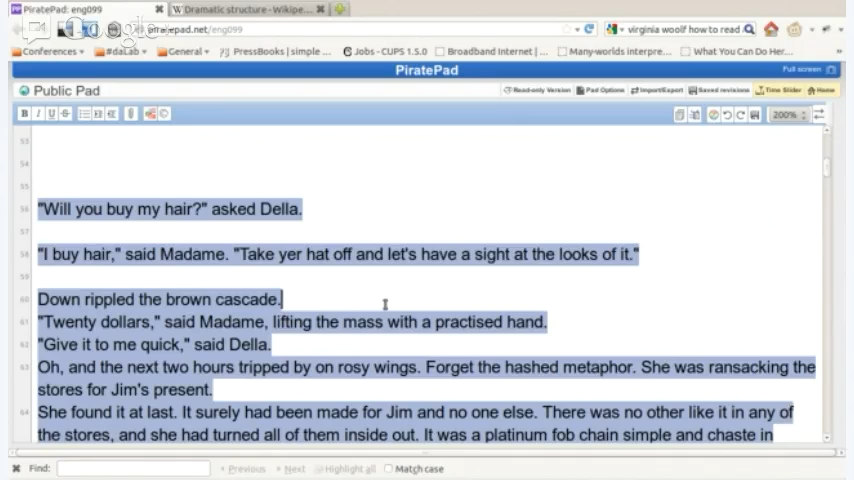 PiratePad: eng099
Dramatic structure - Wikipe...
Google
piratepad.net/eng099
virginia woolf how to read
Conferences
#daLab
General
PressBooks | simple ...
Jobs - CUPS 1.5.0
Broadband Internet | ...
Many-worlds interpre...
What You Can Do Her...
PiratePad
Full screen
Public Pad
Read-only Version
Pad Options
Import/Export
Saved revisions
Time Slider
Home
B I U S
200%
53
54
55
56 "Will you buy my hair?" asked Della.
58 "I buy hair," said Madame. "Take yer hat off and let's have a sight at the looks of it."
59
60 Down rippled the brown cascade.
61 "Twenty dollars," said Madame, lifting the mass with a practised hand.
62 "Give it to me quick," said Della.
63 Oh, and the next two hours tripped by on rosy wings. Forget the hashed metaphor. She was ransacking the
stores for Jim's present.
64 She found it at last. It surely had been made for Jim and no one else. There was no other like it in any of
the stores, and she had turned all of them inside out. It was a platinum fob chain simple and chaste in
Find:
Previous
Next
Highlight all
Match case